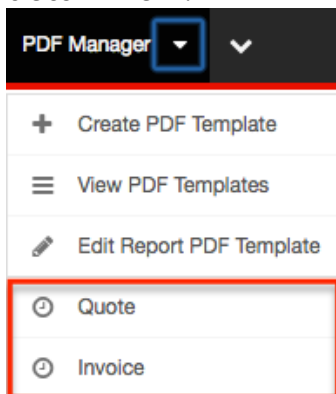 PDF Manager
Create PDF Template
View PDF Templates
Edit Report PDF Template
Quote
Invoice